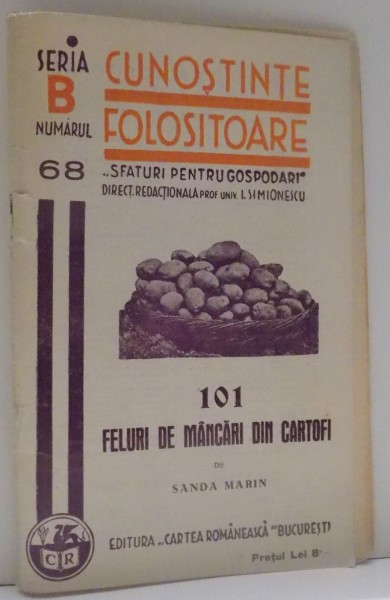 SERIA
B
NUMĂRUL
68
CUNOȘTINȚE
FOLOSITOARE
„SFATURI PENTRU GOSPODARI"
DIRECT. REDACȚIONALA PROF UNIV. I. SIMIONESCU
101
FELURI DE MÂNCĂRI DIN CARTOFI
DE
SANDA MARIN
CR
EDITURA „CARTEA ROMÂNEASCĂ" BUCUREȘTI
Prețul Lei 8